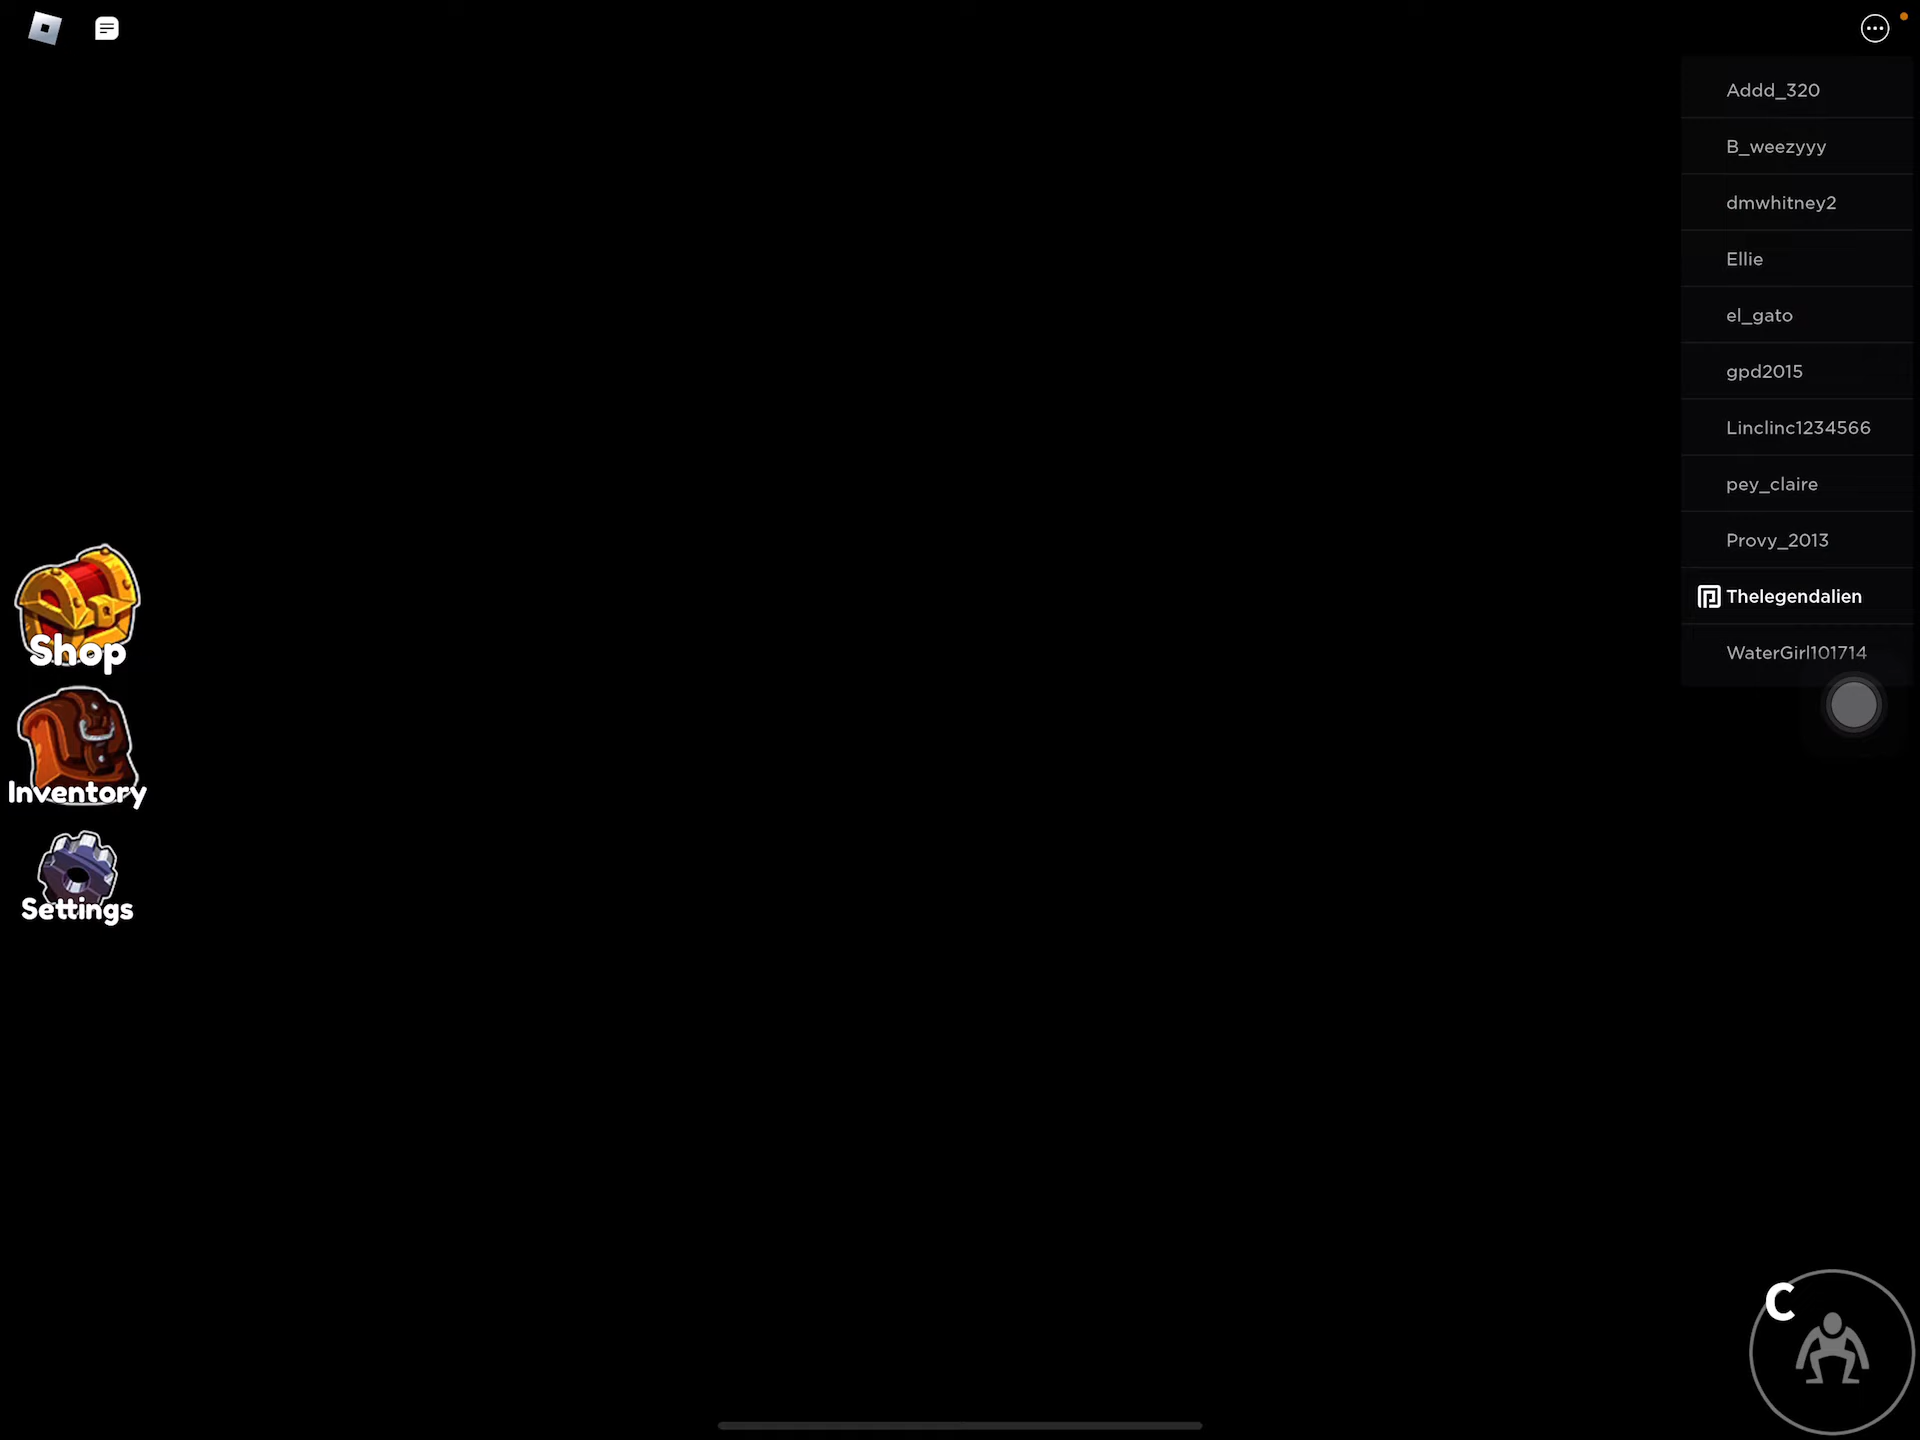 Addd_320
B_weezyyy
dmwhitney2
Ellie
el_gato
gpd2015
Linclinc1234566
pey_claire
Provy_2013
Thelegendalien
WaterGirl101714
Shop
Inventory
Settings
C